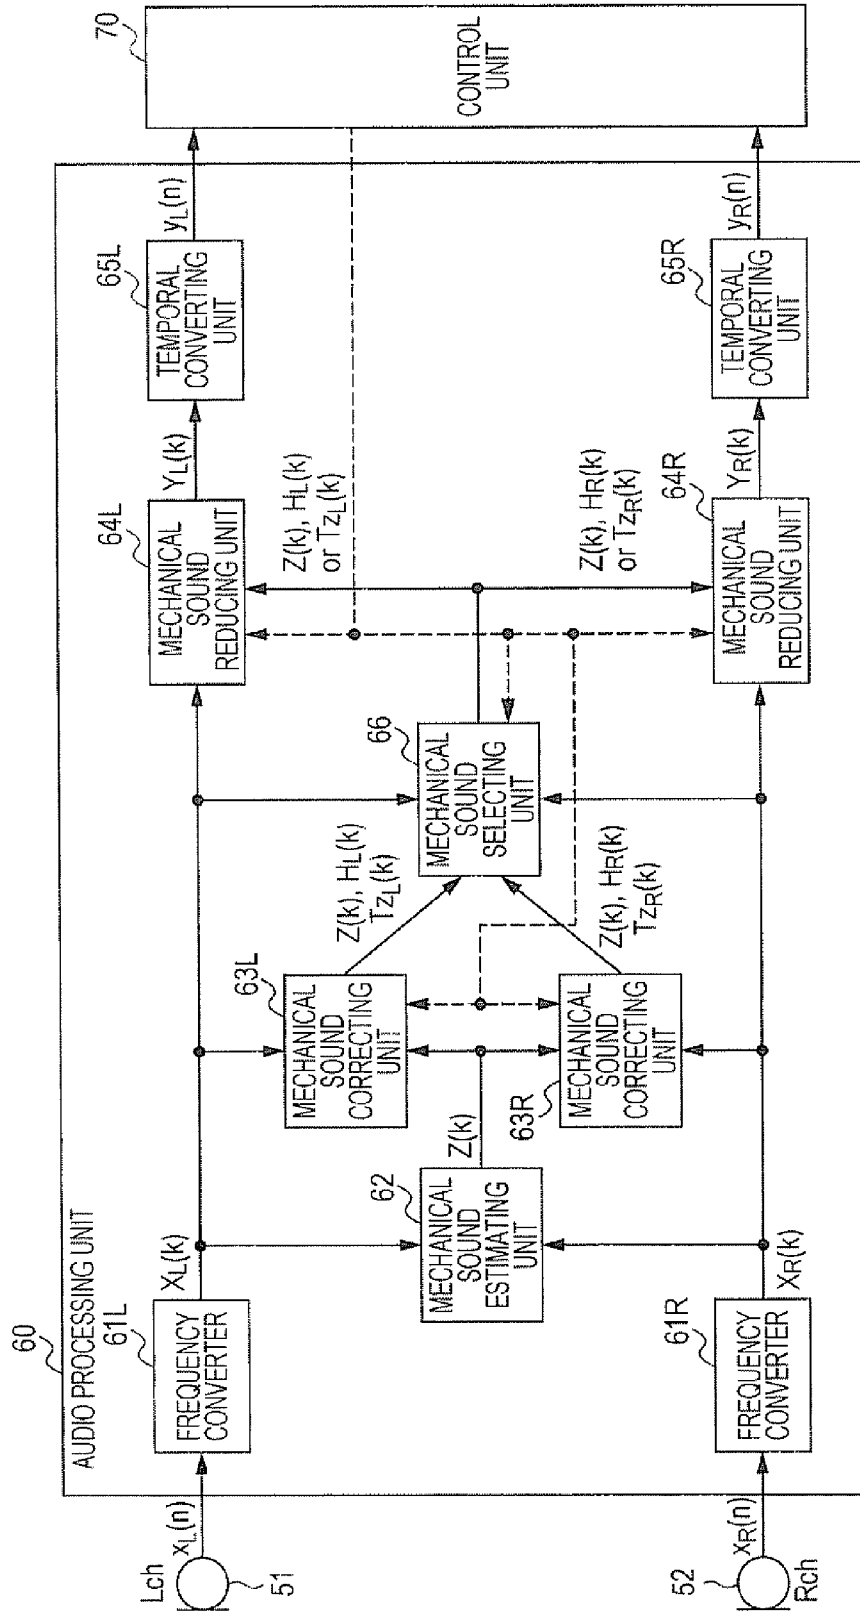 60
AUDIO PROCESSING UNIT
Lch
51
xL(n)
61L
FREQUENCY
CONVERTER
XL(k)
62
MECHANICAL
SOUND
ESTIMATING
UNIT
Z(k)
63L
MECHANICAL
SOUND
CORRECTING
UNIT
Z(k), HL(k)
TzL(k)
66
MECHANICAL
SOUND
SELECTING
UNIT
64L
MECHANICAL
SOUND
REDUCING UNIT
Z(k), HL(k)
or TzL(k)
YL(k)
65L
TEMPORAL
CONVERTING
UNIT
yL(n)
70
CONTROL
UNIT
52
Rch
xR(n)
61R
FREQUENCY
CONVERTER
XR(k)
63R
MECHANICAL
SOUND
CORRECTING
UNIT
Z(k), HR(k)
TzR(k)
Z(k), HR(k)
or TzR(k)
64R
MECHANICAL
SOUND
REDUCING UNIT
YR(k)
65R
TEMPORAL
CONVERTING
UNIT
yR(n)